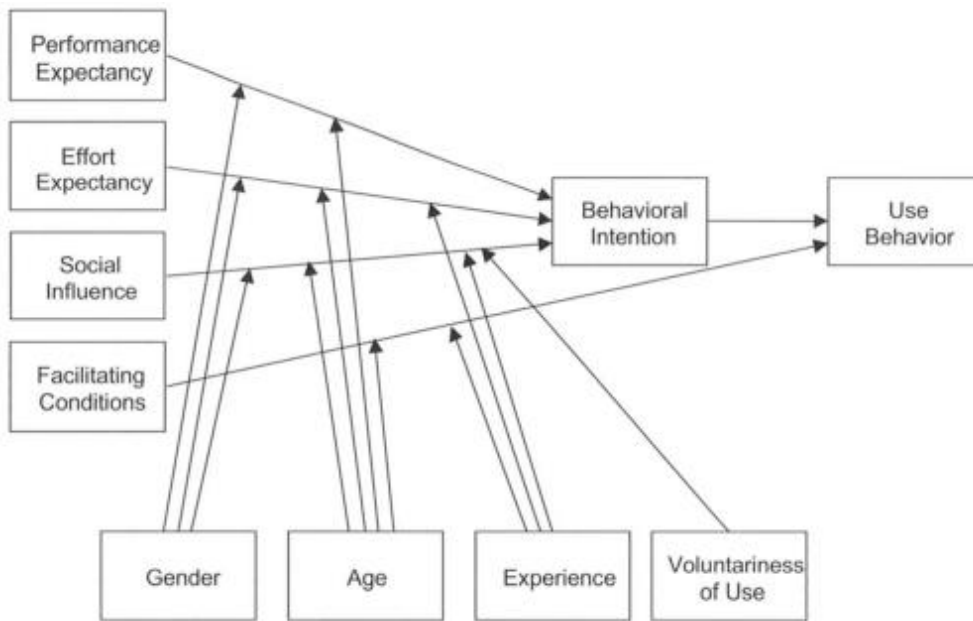 Performance
Expectancy
Effort
Expectancy
Social
Influence
Facilitating
Conditions
Behavioral
Intention
Use
Behavior
Gender
Age
Experience
Voluntariness
of Use